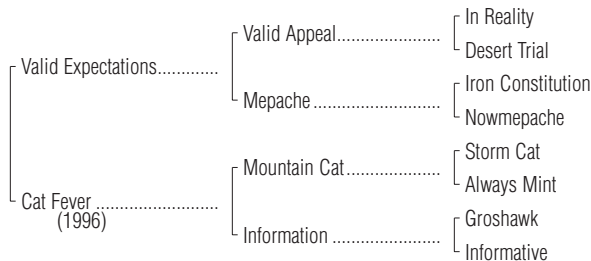 In Reality
Valid Appeal.......................
Desert Trial
Valid Expectations.............
Iron Constitution
Mepache ............................
Nowmepache
Storm Cat
Mountain Cat.....................
Always Mint
Cat Fever ..........................
(1996)
Groshawk
Information ........................
Informative